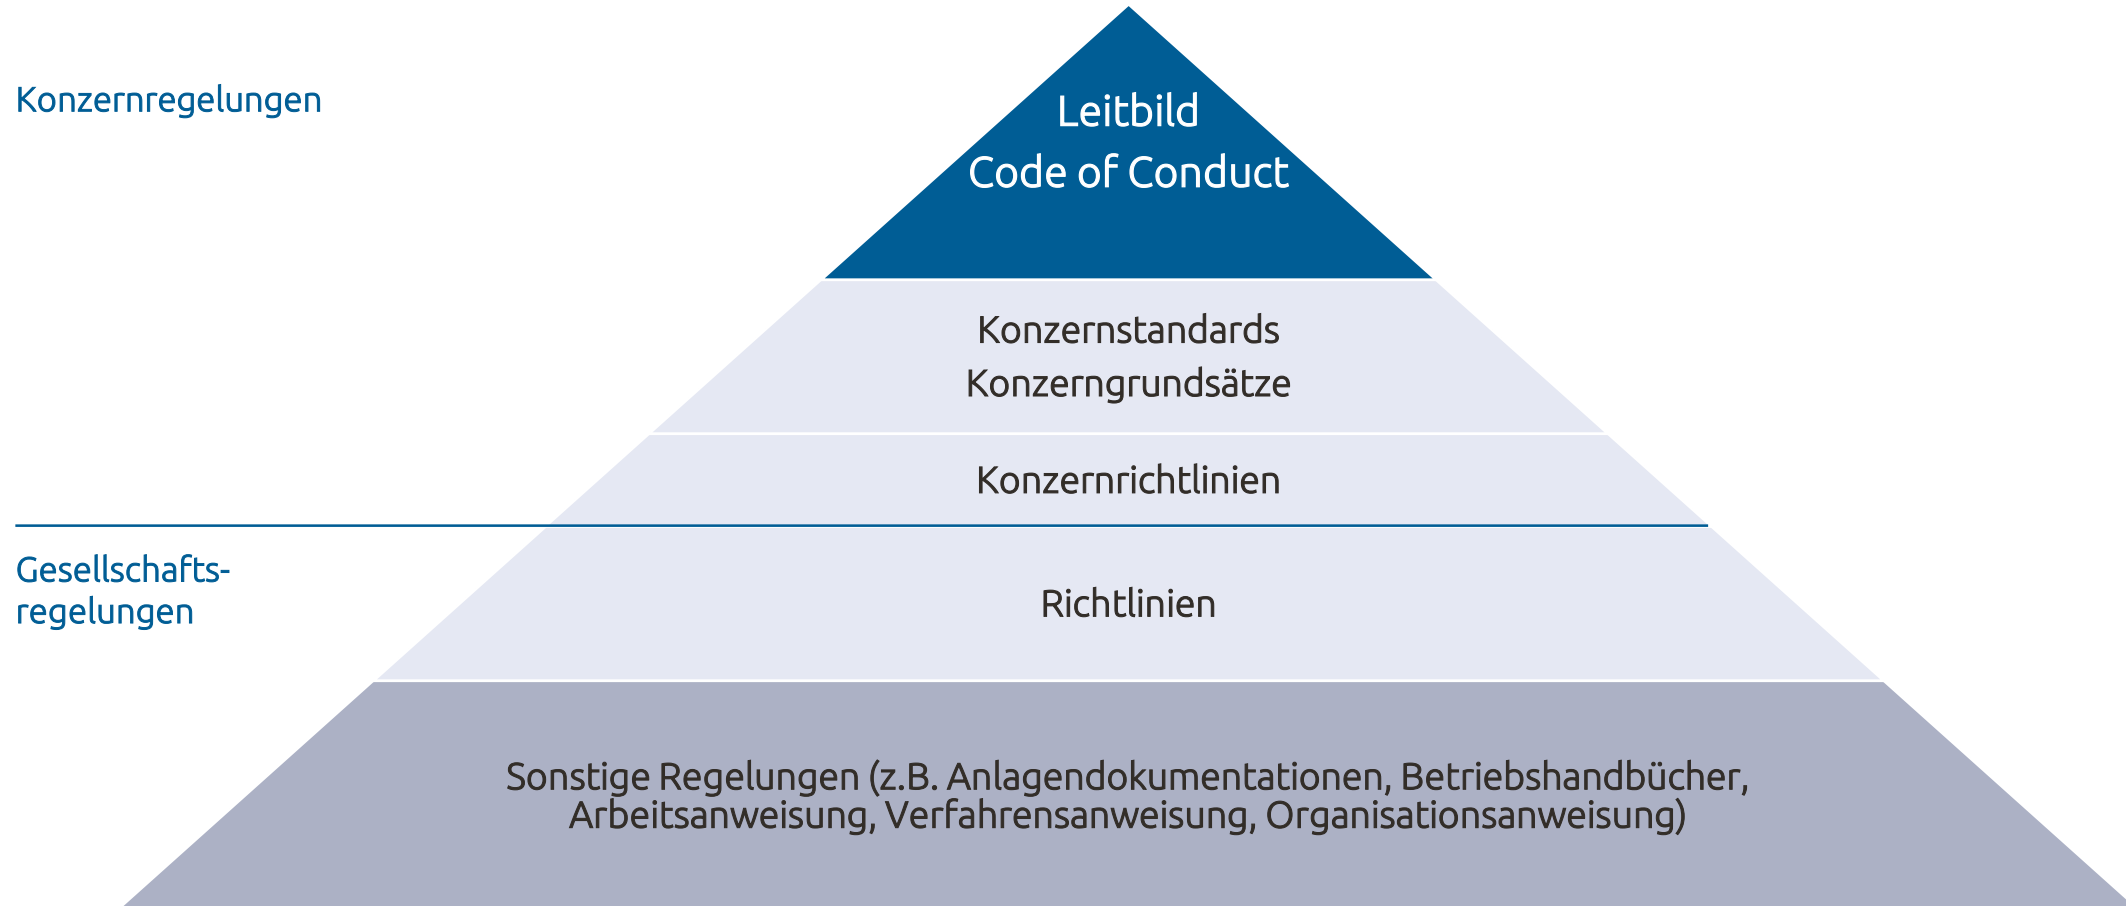 Konzernregelungen
Leitbild
Code of Conduct
Konzernstandards
Konzerngrundsätze
Konzernrichtlinien
Gesellschafts-
regelungen
Richtlinien
Sonstige Regelungen (z.B. Anlagendokumentationen, Betriebshandbücher,
Arbeitsanweisung, Verfahrensanweisung, Organisationsanweisung)